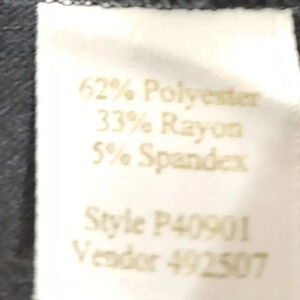 62% Polyester
33% Rayon
5% Spandex
Style P40901
Vendor 492507